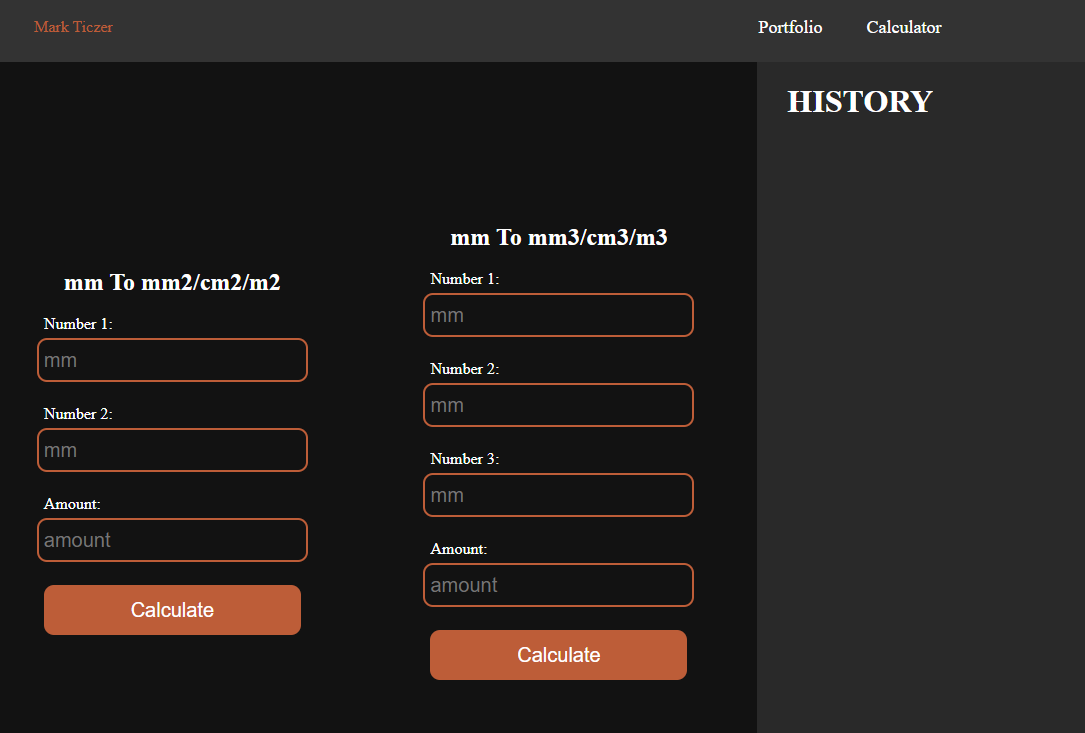 Mark Ticzer
Portfolio
Calculator
mm To mm2/cm2/m2
Number 1:
mm
Number 2:
mm
Amount:
amount
Calculate
mm To mm3/cm3/m3
Number 1:
mm
Number 2:
mm
Number 3:
mm
Amount:
amount
Calculate
HISTORY